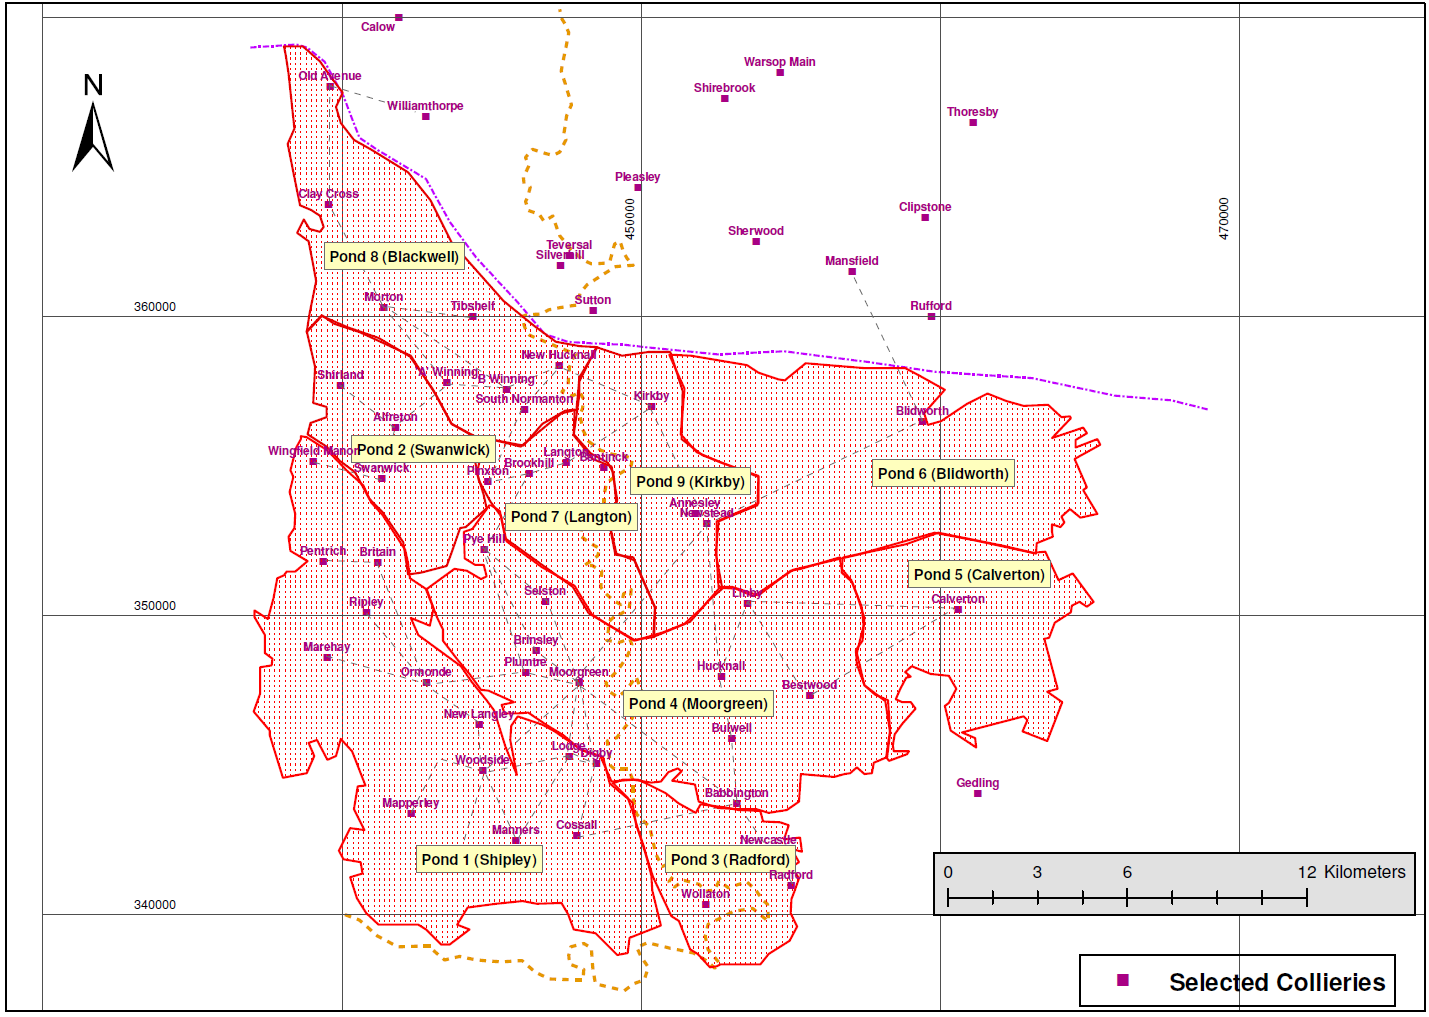 Calow
N
Old Avenue
Williamthorpe
Warsop Main
Shirebrook
Thoresby
Pleasley
450000
470000
Clay Cross
Clipstone
Sherwood
Teversal
Silverhill
Mansfield
Pond 8 (Blackwell)
Morton
Tibshelf
Sutton
Rufford
360000
New Hucknall
Shirland
A' Winning
B Winning
South Normanton
Kirkby
Alfreton
Blidworth
Wingfield Manor
Pond 2 (Swanwick)
Langton
Bentinck
Swanwick
Pinxton
Brookhill
Pond 9 (Kirkby)
Pond 6 (Blidworth)
Annesley
Newstead
Pond 7 (Langton)
Pye Hill
Pentrich
Britain
Pond 5 (Calverton)
Selston
Linby
Calverton
350000
Ripley
Marehay
Brinsley
Plumtre
Moorgreen
Ormonde
Hucknall
Bestwood
Pond 4 (Moorgreen)
New Langley
Bulwell
Lodge
Digby
Woodside
Gedling
Mapperley
Babbington
Manners
Cossall
Newcastle
Pond 1 (Shipley)
Pond 3 (Radford)
Radford
Wollaton
0 3 6 12 Kilometers
340000
Selected Collieries